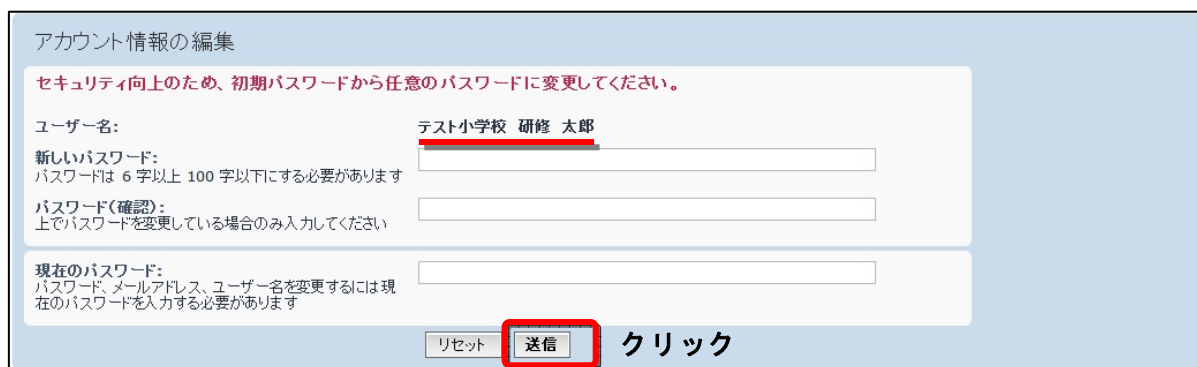 アカウント情報の編集
セキュリティ向上のため、初期パスワードから任意のパスワードに変更してください。
ユーザー名: テスト小学校 研修 太郎
新しいパスワード:
パスワードは 6 字以上 100 字以下にする必要があります
パスワード(確認):
上でパスワードを変更している場合のみ入力してください
現在のパスワード:
パスワード、メールアドレス、ユーザー名を変更するには現
在のパスワードを入力する必要があります
リセット 送信 クリック